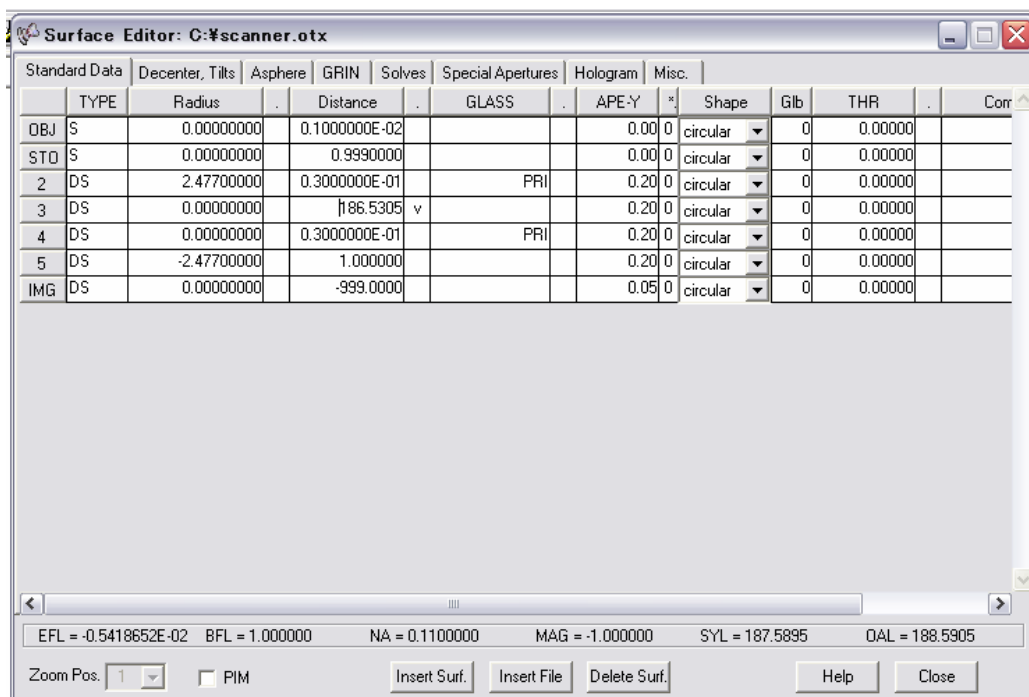 Surface Editor: C:¥scanner.otx
Standard Data Decenter, Tilts Asphere GRIN Solves Special Apertures Hologram Misc.
TYPE Radius . Distance . GLASS . APE-Y *. Shape Glb THR . Com
OBJ S 0.00000000 0.1000000E-02 0.00 0 circular 0 0.00000
STO S 0.00000000 0.9990000 0.00 0 circular 0 0.00000
2 DS 2.47700000 0.3000000E-01 PRI 0.20 0 circular 0 0.00000
3 DS 0.00000000 186.5305 v 0.20 0 circular 0 0.00000
4 DS 0.00000000 0.3000000E-01 PRI 0.20 0 circular 0 0.00000
5 DS -2.47700000 1.000000 0.20 0 circular 0 0.00000
IMG DS 0.00000000 -999.0000 0.05 0 circular 0 0.00000
EFL = -0.5418652E-02 BFL = 1.000000 NA = 0.1100000 MAG = -1.000000 SYL = 187.5895 OAL = 188.5905
Zoom Pos. 1 PIM Insert Surf. Insert File Delete Surf. Help Close